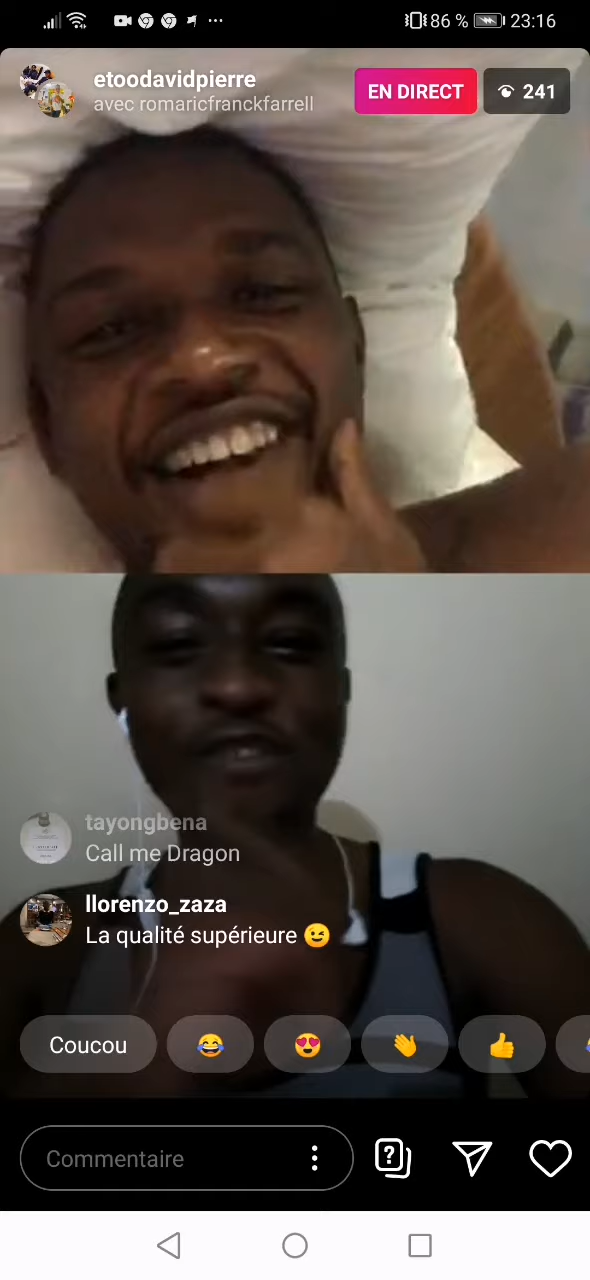 86 % 23:16
etoodavidpierre
avec romaricfranckfarrell
EN DIRECT
241
tayongbena
Call me Dragon
llorenzo_zaza
La qualité supérieure 😉
Coucou 😂 😍 👋 👍
Commentaire